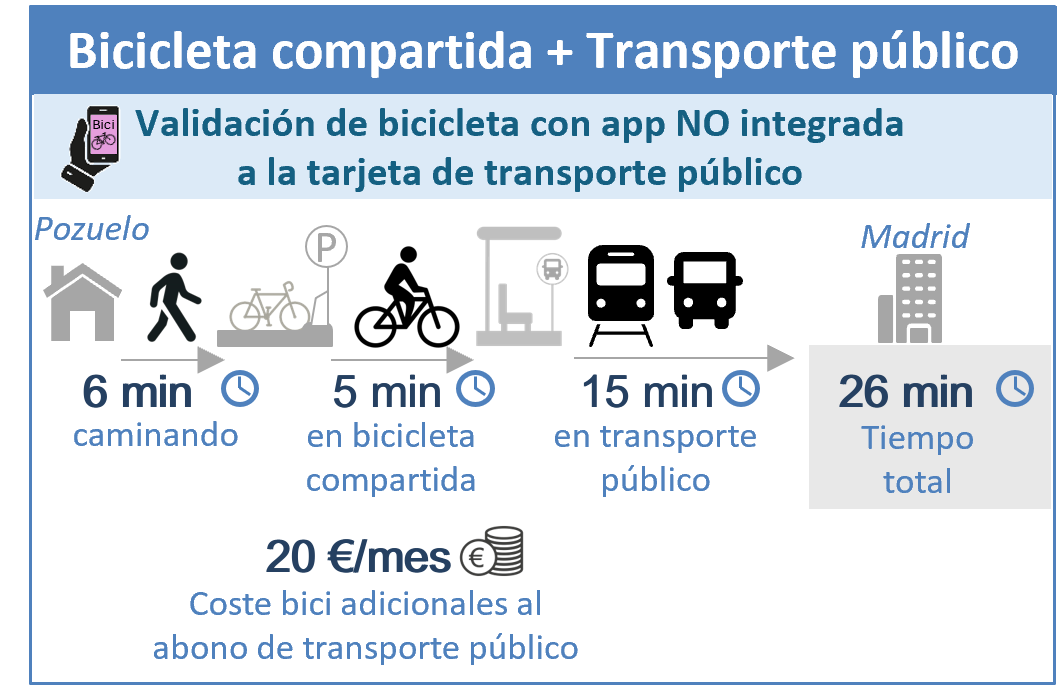 Bicicleta compartida + Transporte público
Bici
Validación de bicicleta con app NO integrada
a la tarjeta de transporte público
Pozuelo
Madrid
P
6 min
caminando
5 min
en bicicleta
compartida
15 min
en transporte
público
26 min
Tiempo
total
20 €/mes
€
Coste bici adicionales al
abono de transporte público